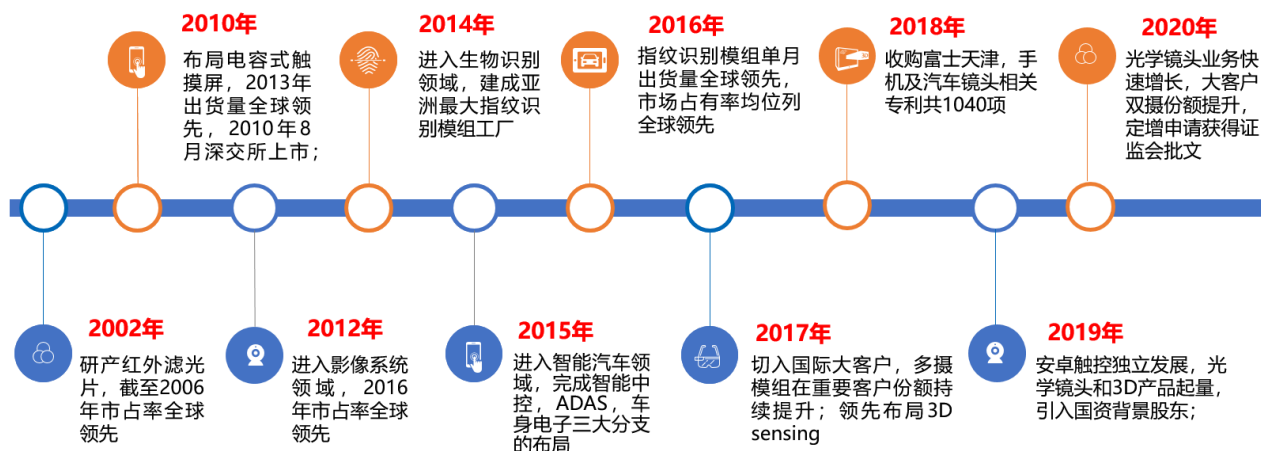 2010年
布局电容式触
摸屏，2013年
出货量全球领
先，2010年8
月深交所上市；
2014年
进入生物识别
领域，建成亚
洲最大指纹识
别模组工厂
2016年
指纹识别模组单月
出货量全球领先，
市场占有率均位列
全球领先
2018年
收购富士天津，手
机及汽车镜头相关
专利共1040项
2020年
光学镜头业务快
速增长，大客户
双摄份额提升，
定增申请获得证
监会批文
2002年
研产红外滤光
片，截至2006
年市占率全球
领先
2012年
进入影像系统
领域，2016
年市占率全球
领先
2015年
进入智能汽车领
域，完成智能中
控，ADAS，车
身电子三大分支
的布局
2017年
切入国际大客户，多摄
模组在重要客户份额持
续提升；领先布局3D
sensing
2019年
安卓触控独立发展，光
学镜头和3D产品起量，
引入国资背景股东；